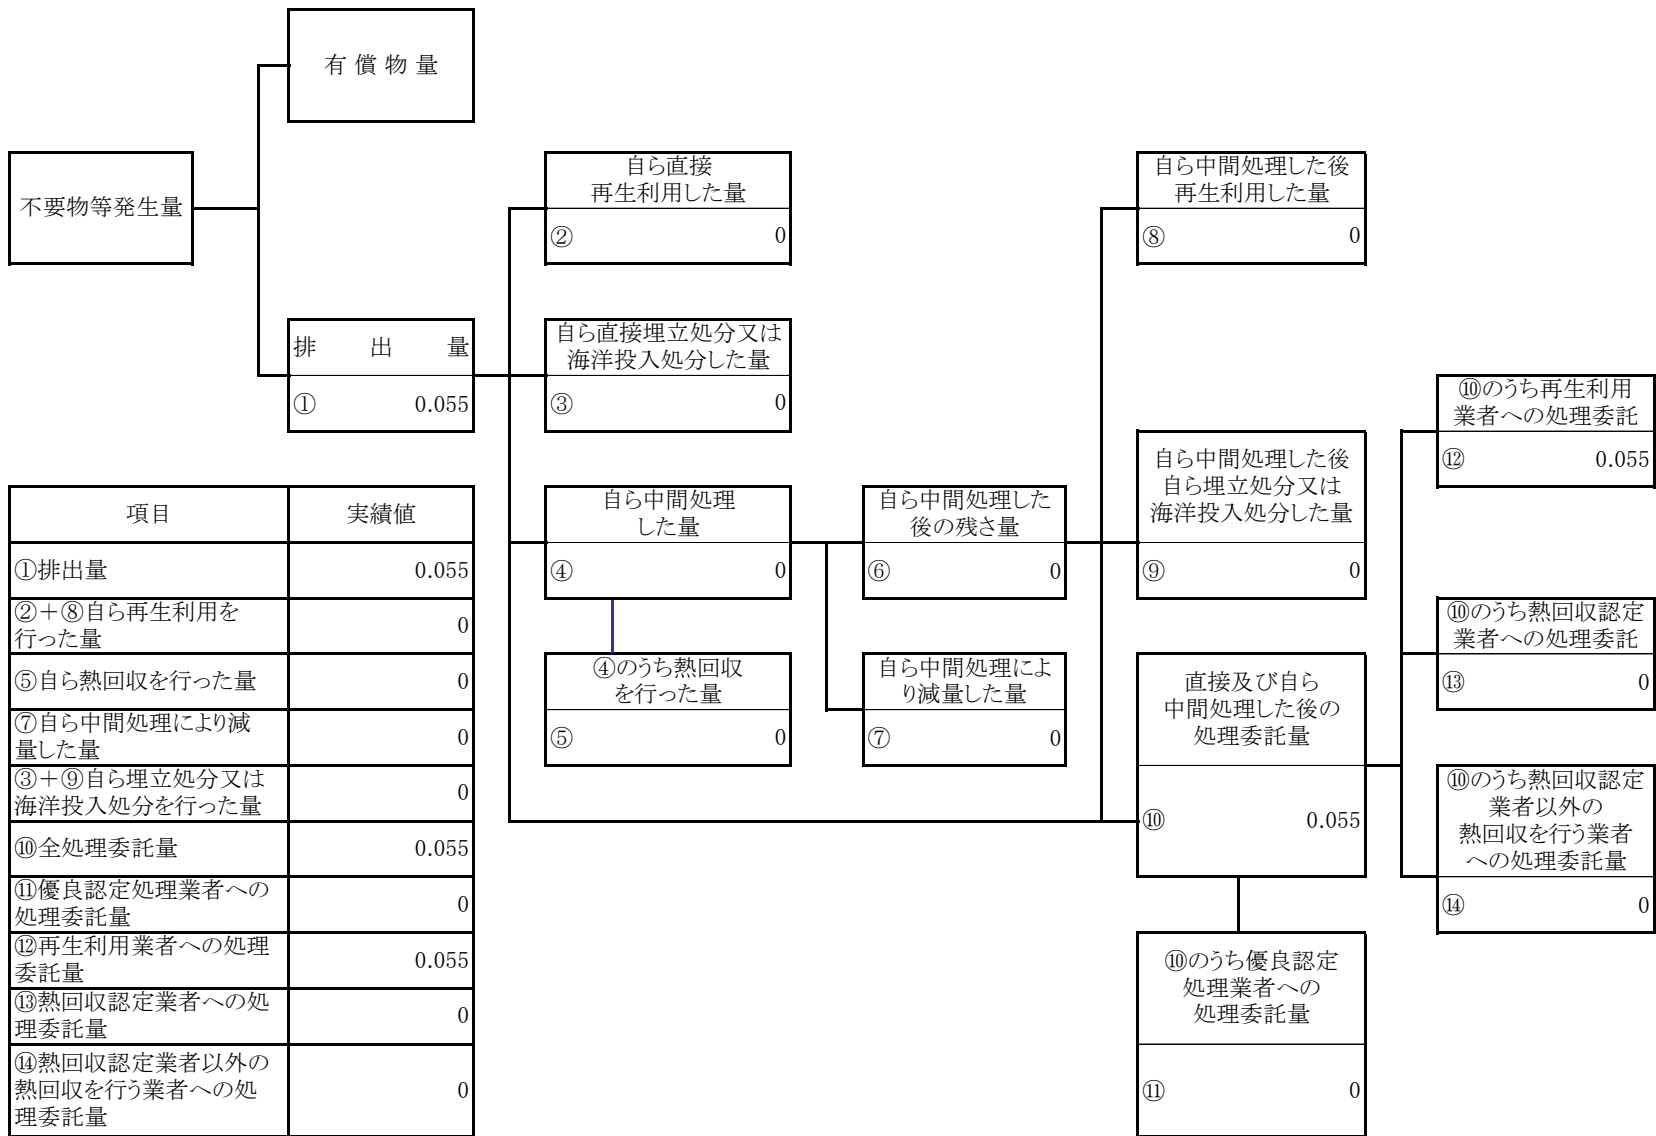 有償物量
不要物等発生量
排出量
① 0.055
自ら直接
再生利用した量
② 0
自ら直接埋立処分又は
海洋投入処分した量
③ 0
自ら中間処理
した量
④ 0
④のうち熱回収
を行った量
⑤ 0
自ら中間処理した
後の残さ量
⑥ 0
自ら中間処理によ
り減量した量
⑦ 0
自ら中間処理した後
再生利用した量
⑧ 0
自ら中間処理した後
自ら埋立処分又は
海洋投入処分した量
⑨ 0
直接及び自ら
中間処理した後の
処理委託量
⑩ 0.055
⑩のうち優良認定
処理業者への
処理委託量
⑪ 0
⑩のうち再生利用
業者への処理委託
⑫ 0.055
⑩のうち熱回収認定
業者への処理委託
⑬ 0
⑩のうち熱回収認定
業者以外の
熱回収を行う業者
への処理委託量
⑭ 0
項目 実績値
①排出量 0.055
②+⑧自ら再生利用を
行った量 0
⑤自ら熱回収を行った量 0
⑦自ら中間処理により減
量した量 0
③+⑨自ら埋立処分又は
海洋投入処分を行った量 0
⑩全処理委託量 0.055
⑪優良認定処理業者への
処理委託量 0
⑫再生利用業者への処理
委託量 0.055
⑬熱回収認定業者への処
理委託量 0
⑭熱回収認定業者以外の
熱回収を行う業者への処
理委託量 0